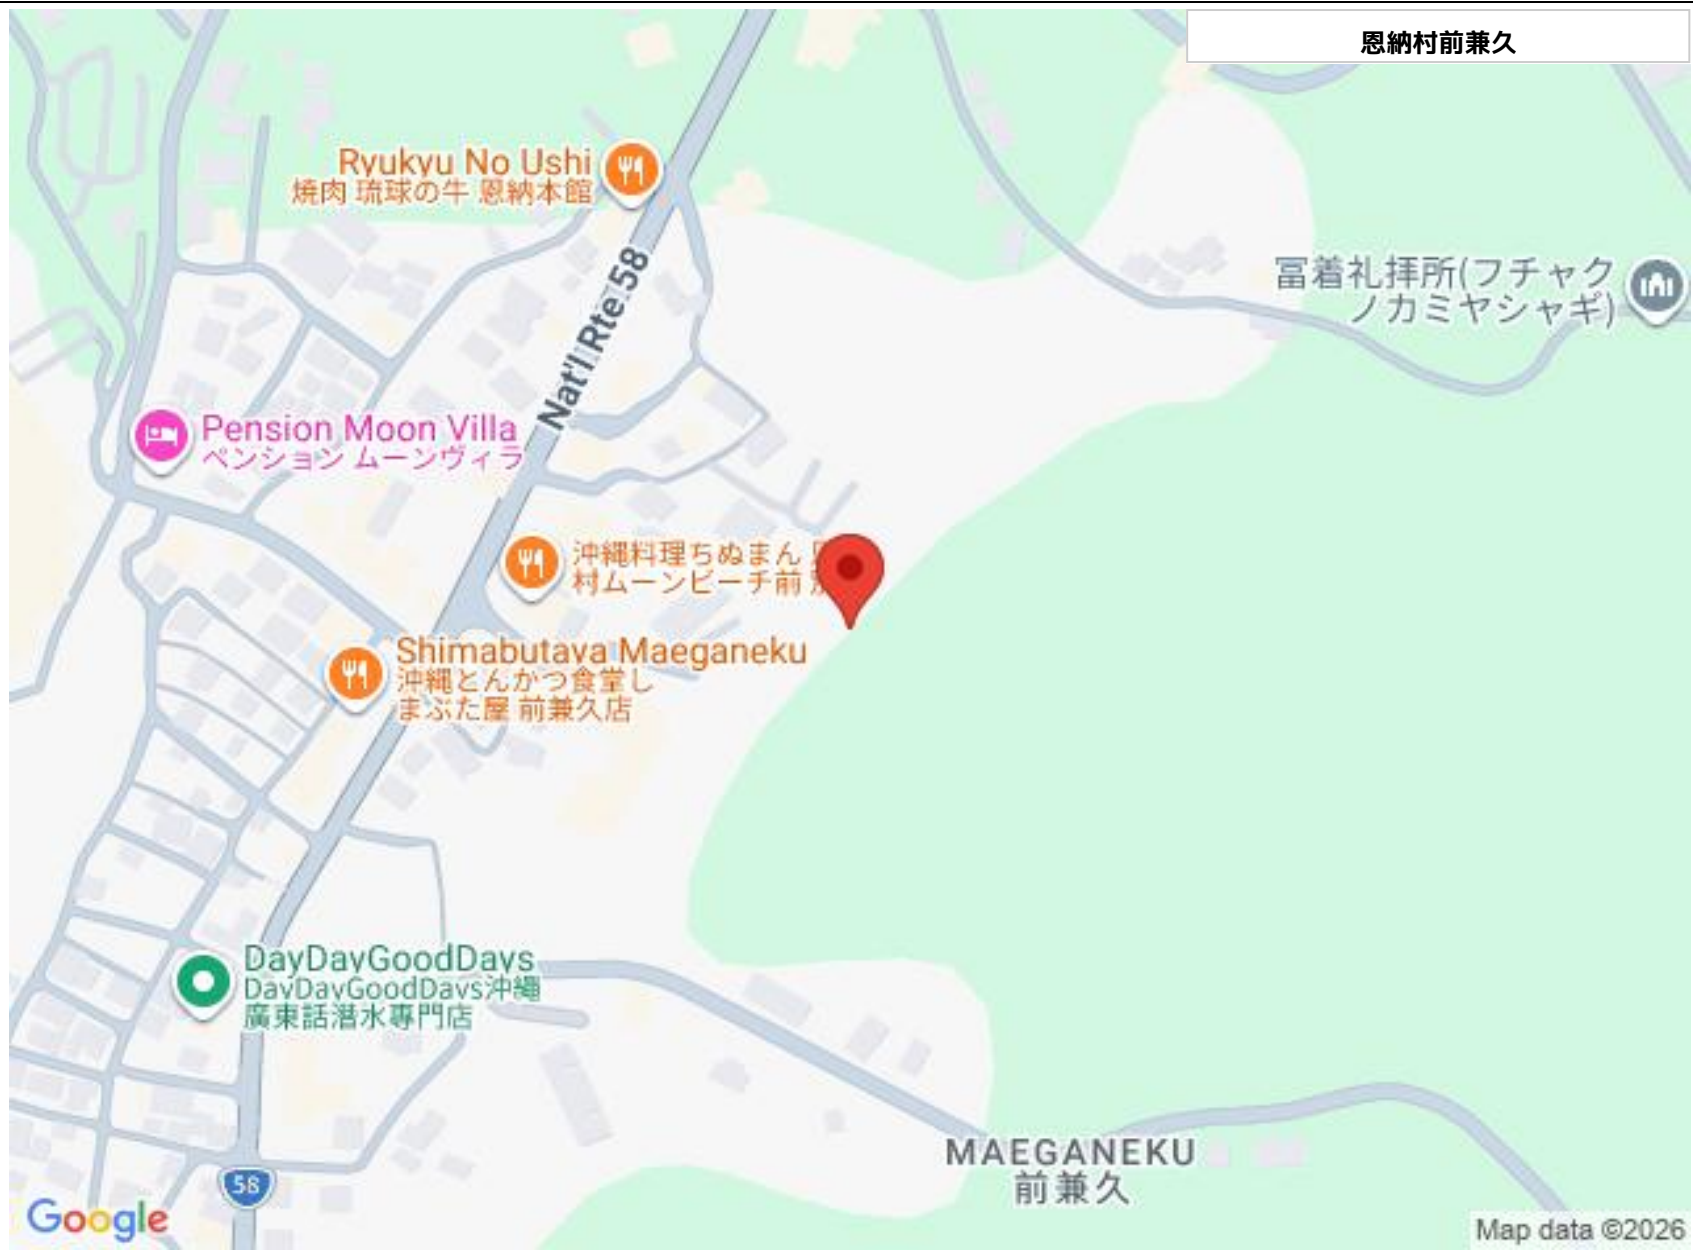 恩納村前兼久
Ryukyu No Ushi
焼肉 琉球の牛 恩納本館
Nat'l Rte 58
冨着礼拝所(フチャク
ノカミヤシャギ)
Pension Moon Villa
ペンション ムーンヴィラ
沖縄料理ちぬまん
村ムーンビーチ前
Shimabutaya Maeganeku
沖縄とんかつ食堂し
まぶた屋 前兼久店
DayDayGoodDays
DayDayGoodDays沖繩
廣東話潛水專門店
MAEGANEKU
前兼久
58
Google
Map data ©2026